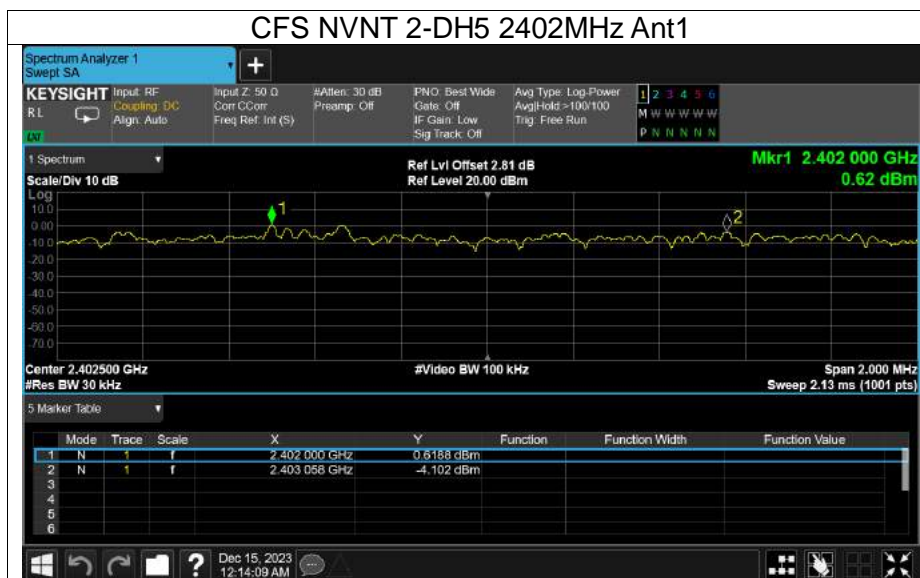 CFS NVNT 2-DH5 2402MHz Ant1
Spectrum Analyzer 1
Swept SA
+
KEYSIGHT
R L
LXI
Input: RF
Coupling: DC
Align: Auto
Input Z: 50 Ω
Corr CCorr
Freq Ref: Int (S)
#Atten: 30 dB
Preamp: Off
PNO: Best Wide
Gate: Off
IF Gain: Low
Sig Track: Off
Avg Type: Log-Power
Avg|Hold:>100/100
Trig: Free Run
1 2 3 4 5 6
M W W W W W
P N N N N N
1 Spectrum
Scale/Div 10 dB
Ref Lvl Offset 2.81 dB
Ref Level 20.00 dBm
Mkr1 2.402 000 GHz
0.62 dBm
Log
10.0
0.00
-10.0
-20.0
-30.0
-40.0
-50.0
-60.0
-70.0
1
2
Center 2.402500 GHz
#Res BW 30 kHz
#Video BW 100 kHz
Span 2.000 MHz
Sweep 2.13 ms (1001 pts)
5 Marker Table
Mode Trace Scale X Y Function Function Width Function Value
1 N 1 f 2.402 000 GHz 0.6188 dBm
2 N 1 f 2.403 058 GHz -4.102 dBm
3
4
5
6
?
Dec 15, 2023
12:14:09 AM